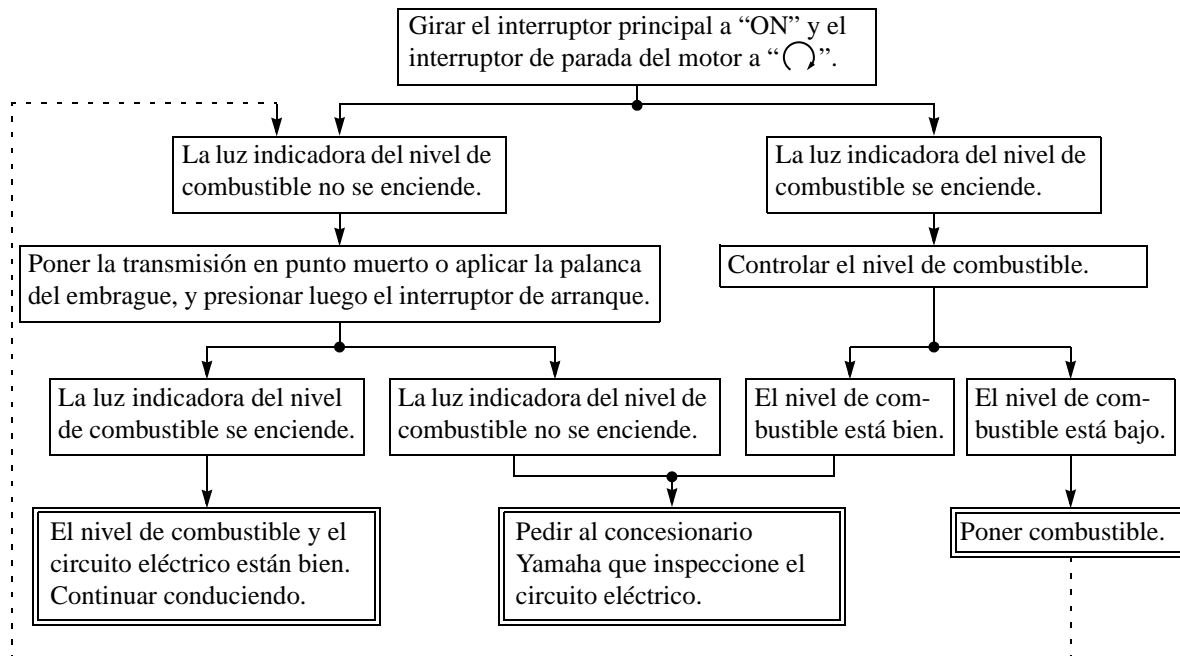 Girar el interruptor principal a “ON” y el
interruptor de parada del motor a “ ”.
La luz indicadora del nivel de
combustible no se enciende.
La luz indicadora del nivel de
combustible se enciende.
Poner la transmisión en punto muerto o aplicar la palanca
del embrague, y presionar luego el interruptor de arranque.
Controlar el nivel de combustible.
La luz indicadora del nivel
de combustible se enciende.
La luz indicadora del nivel de
combustible no se enciende.
El nivel de com-
bustible está bien.
El nivel de com-
bustible está bajo.
El nivel de combustible y el
circuito eléctrico están bien.
Continuar conduciendo.
Pedir al concesionario
Yamaha que inspeccione el
circuito eléctrico.
Poner combustible.